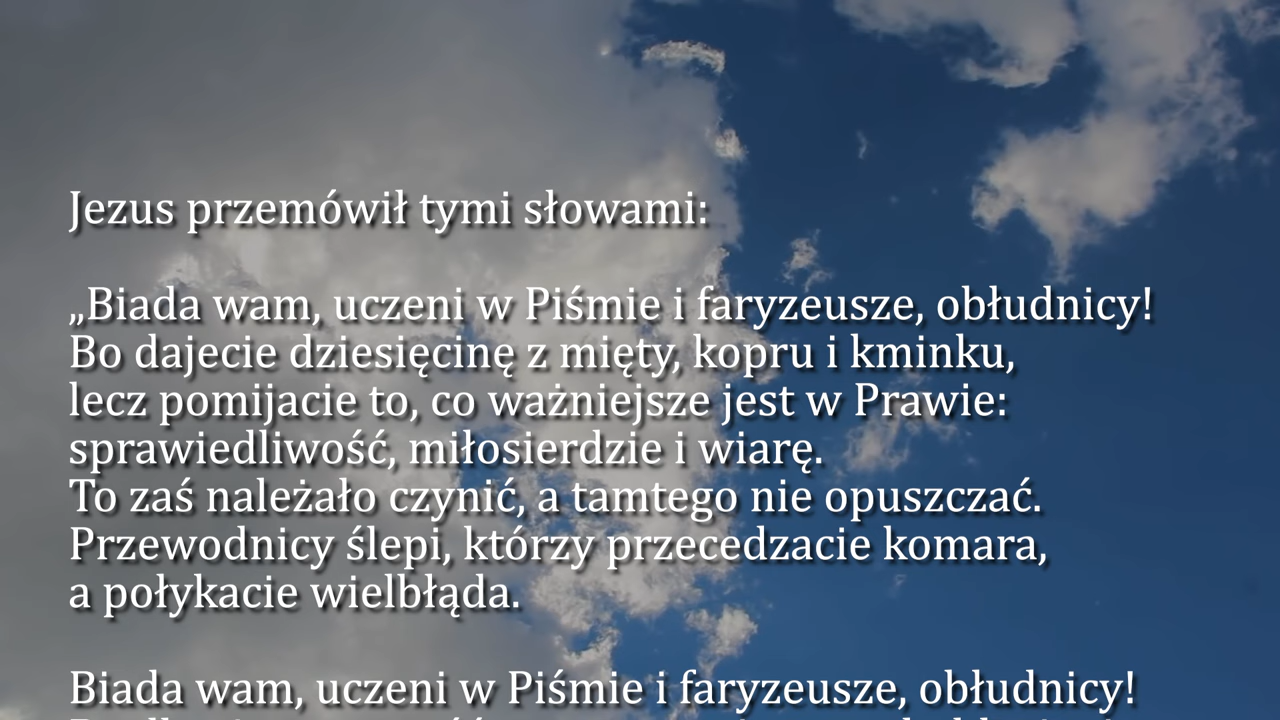 Jezus przemówił tymi słowami:
„Biada wam, uczeni w Piśmie i faryzeusze, obłudnicy!
Bo dajecie dziesięcinę z mięty, kopru i kminku,
lecz pomijacie to, co ważniejsze jest w Prawie:
sprawiedliwość, miłosierdzie i wiarę.
To zaś należało czynić, a tamtego nie opuszczać.
Przewodnicy ślepi, którzy przecedzacie komara,
a połykacie wielbłąda.
Biada wam, uczeni w Piśmie i faryzeusze, obłudnicy!